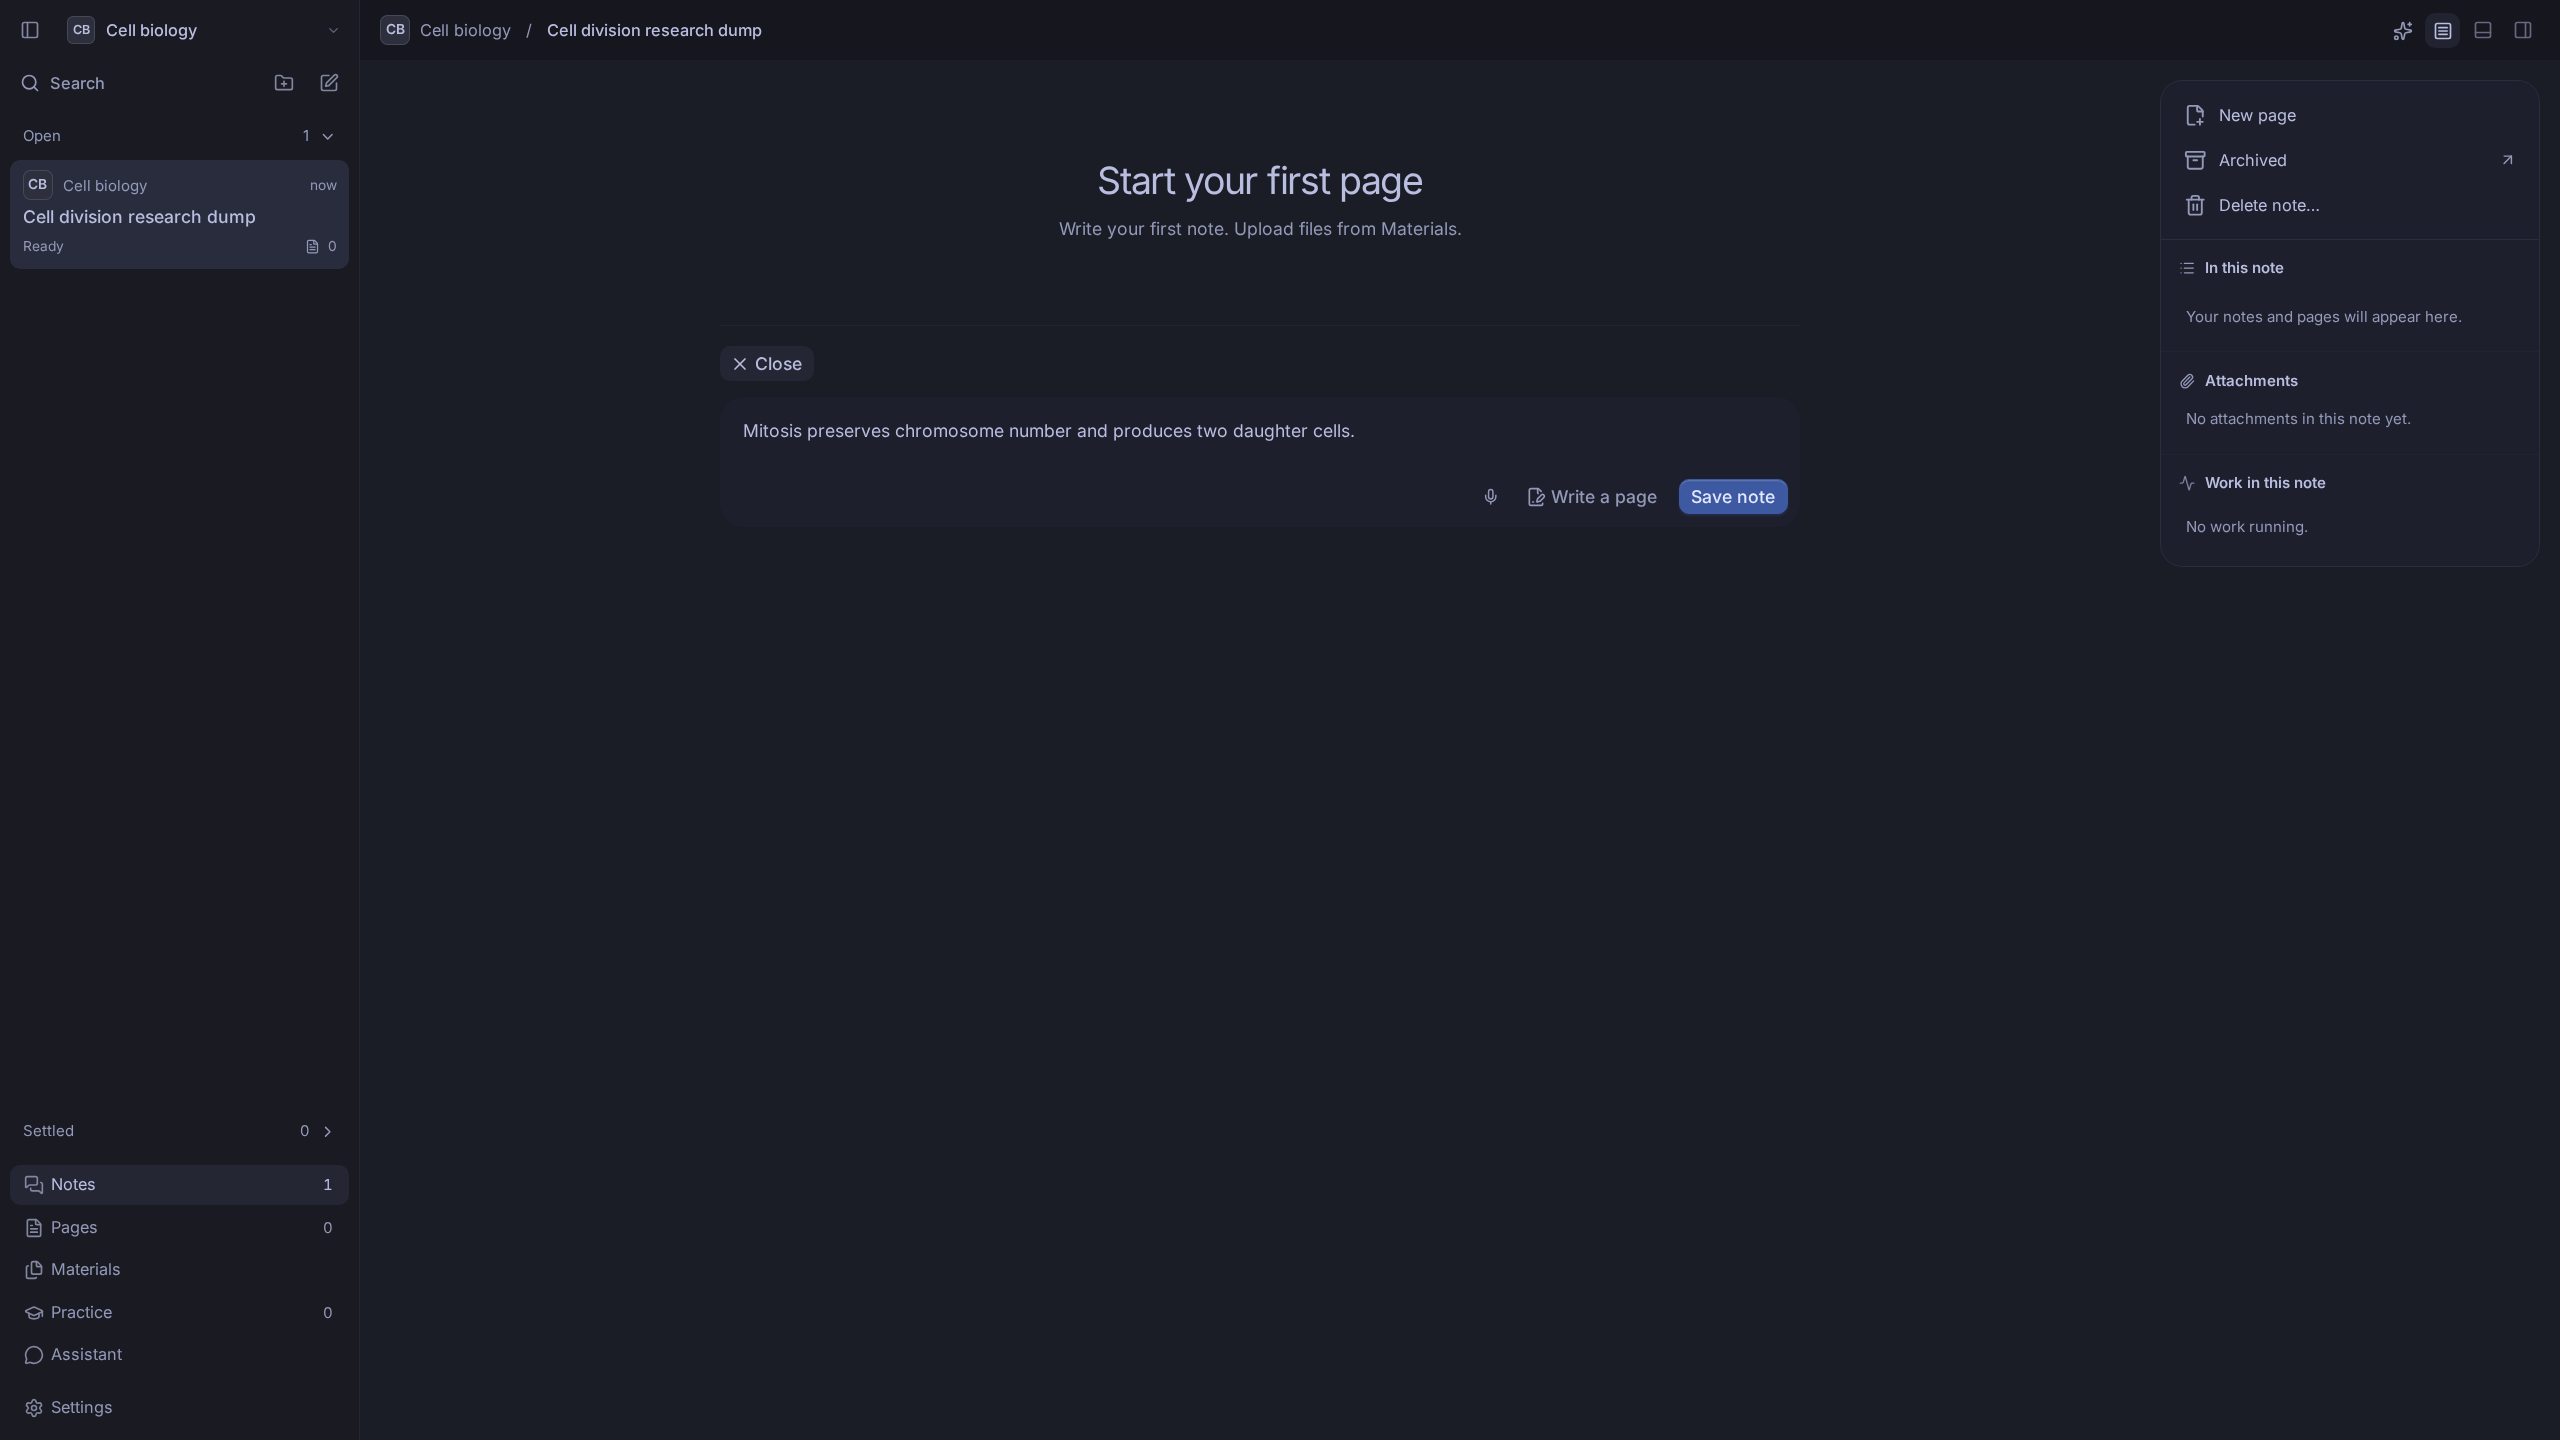 CB Cell biology
Search
Open 1
CB Cell biology now
Cell division research dump
Ready 0
Settled 0
Notes 1
Pages 0
Materials
Practice 0
Assistant
Settings
CB Cell biology / Cell division research dump
Start your first page
Write your first note. Upload files from Materials.
Close
Mitosis preserves chromosome number and produces two daughter cells.
Write a page Save note
New page
Archived
Delete note...
In this note
Your notes and pages will appear here.
Attachments
No attachments in this note yet.
Work in this note
No work running.